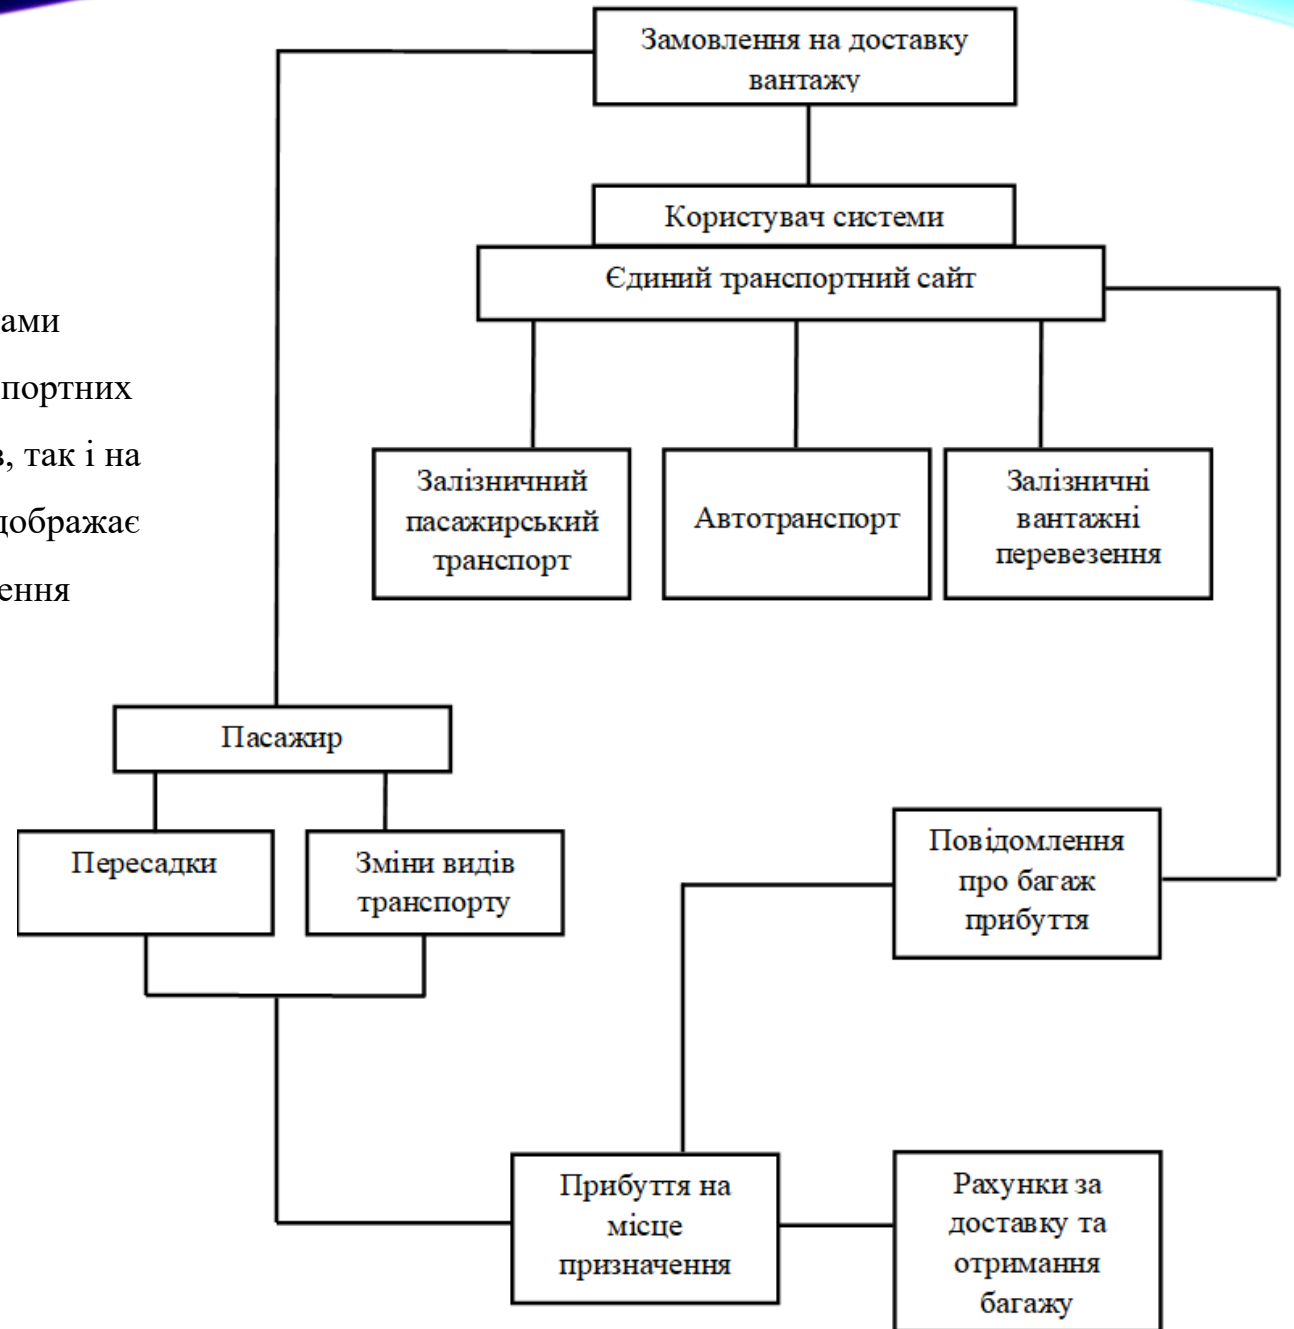 Замовлення на доставку
вантажу
Користувач системи
Єдиний транспортний сайт
Залізничний
пасажирський
транспорт
Автотранспорт
Залізничні
вантажні
перевезення
Пасажир
Пересадки
Зміни видів
транспорту
Повідомлення
про багаж
прибуття
Прибуття на
місце
призначення
Рахунки за
доставку та
отримання
багажу
ами
портних
, так і на
дображає
ення